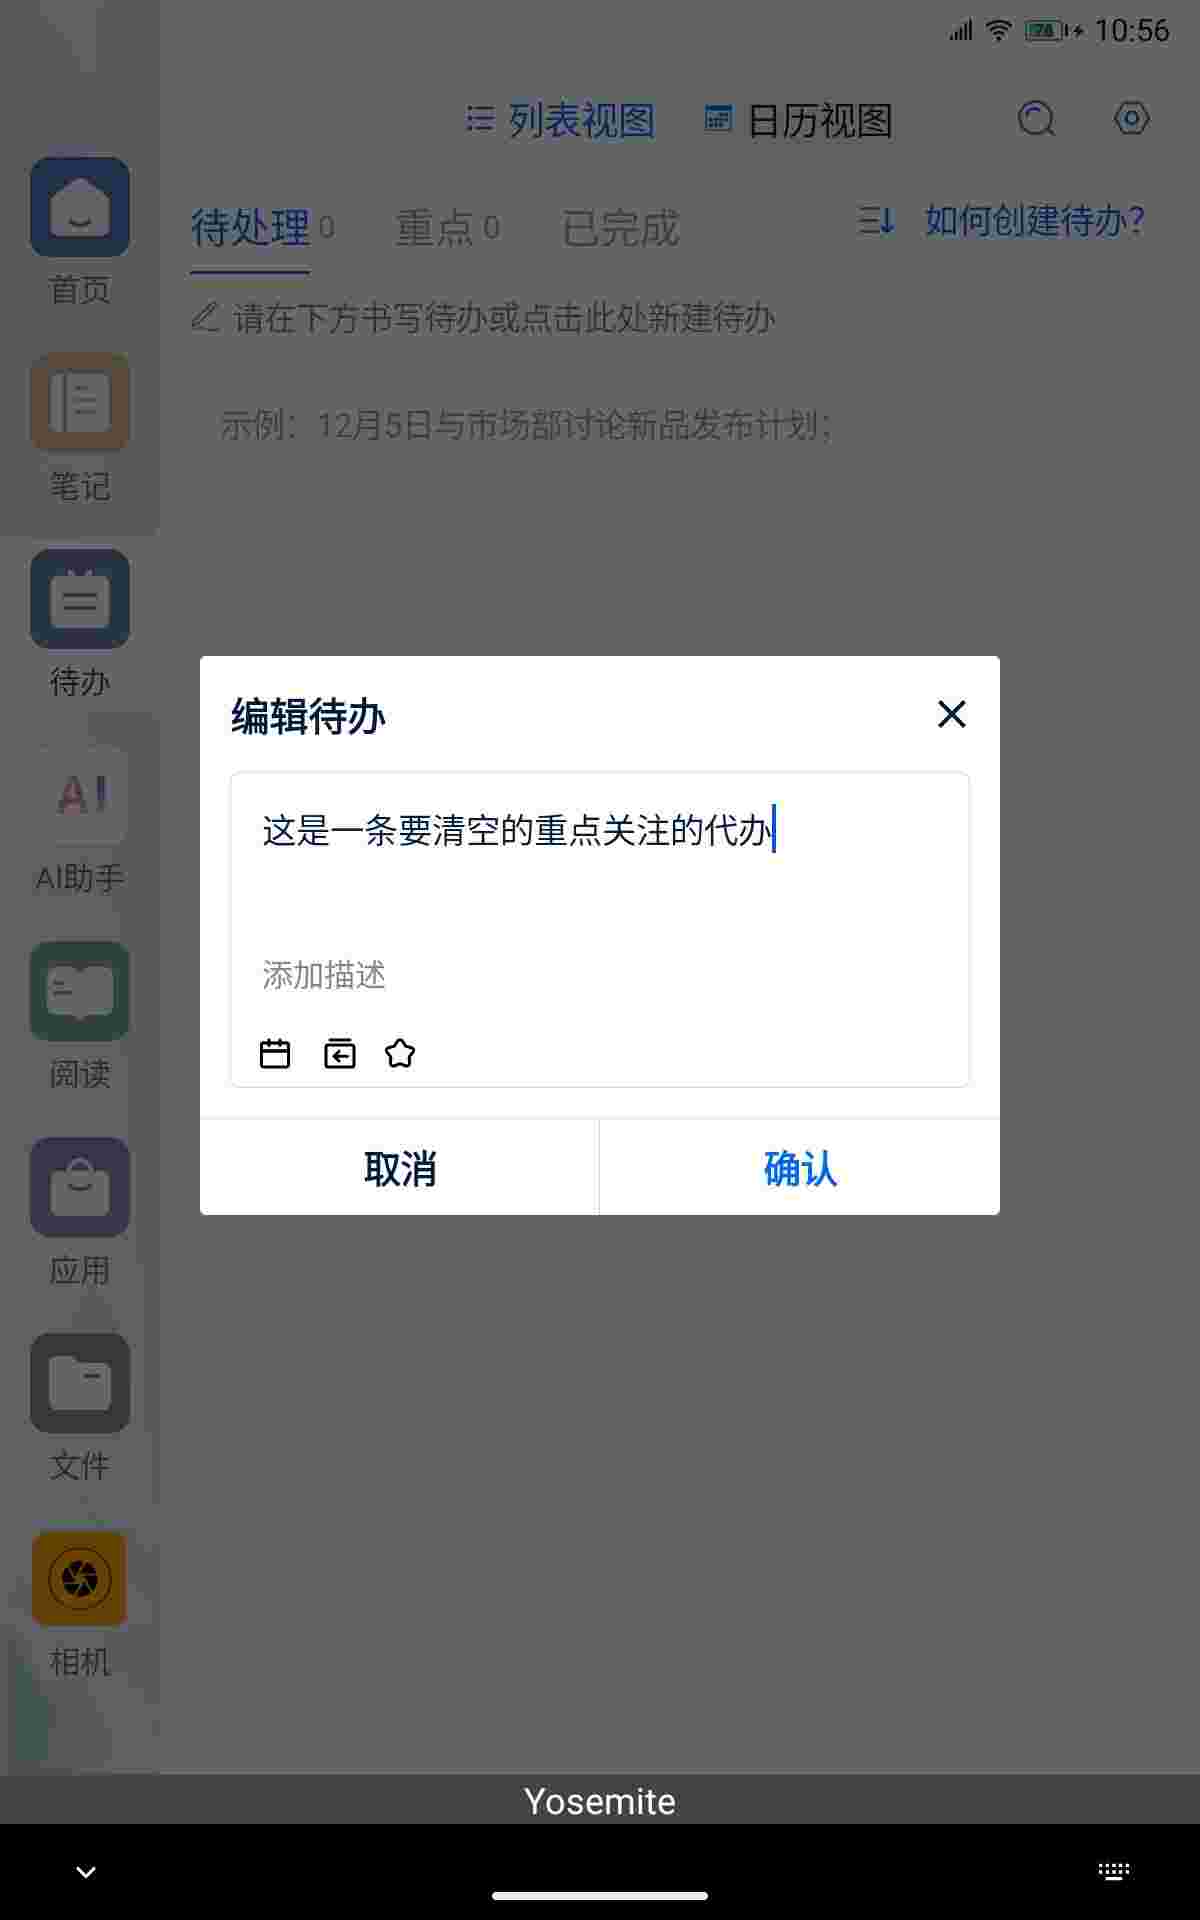 74 10:56
列表视图 日历视图
待处理 0 重点 0 已完成 如何创建待办?
请在下方书写待办或点击此处新建待办
示例：12月5日与市场部讨论新品发布计划；
首页
笔记
待办
AI
AI助手
阅读
应用
文件
相机
编辑待办
这是一条要清空的重点关注的代办
添加描述
取消 确认
Yosemite